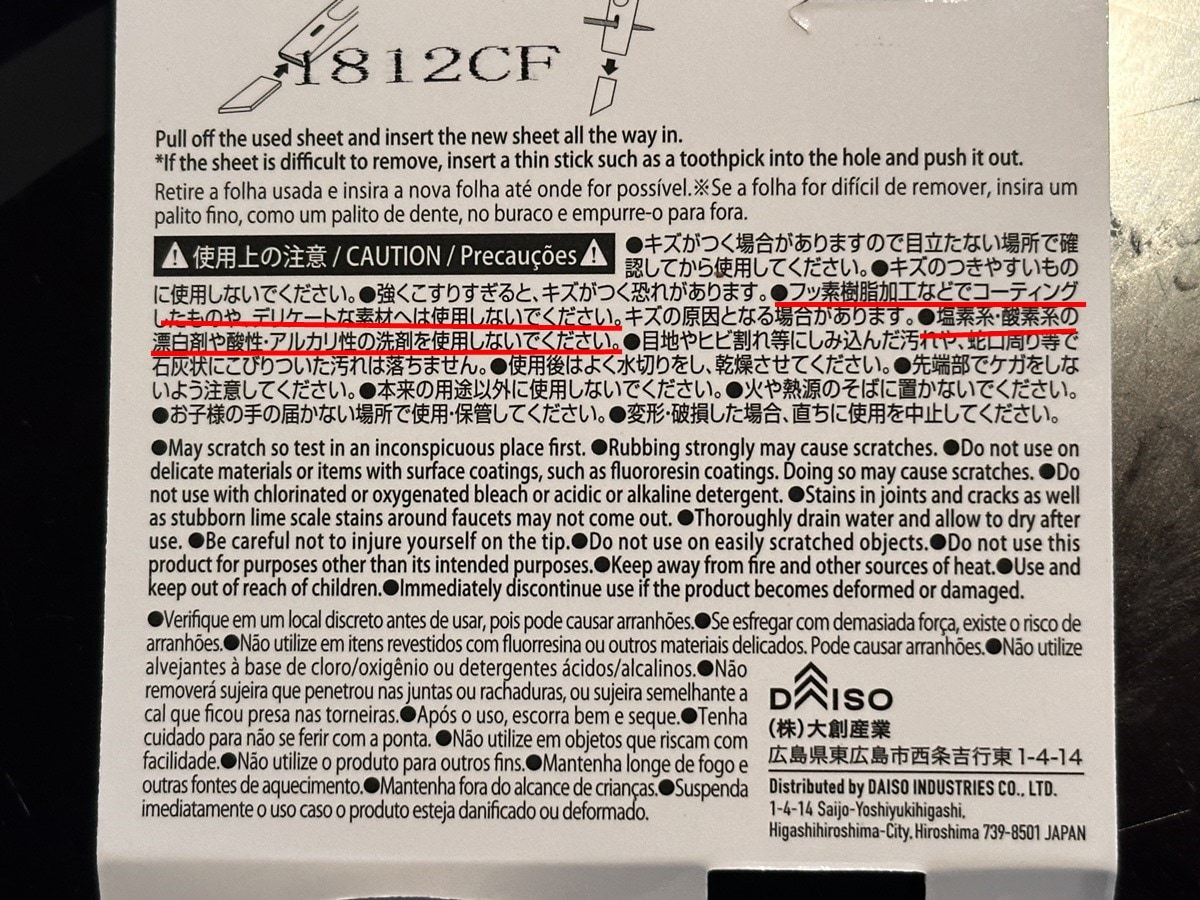 1812CF
Pull off the used sheet and insert the new sheet all the way in.
*If the sheet is difficult to remove, insert a thin stick such as a toothpick into the hole and push it out.
Retire a folha usada e insira a nova folha até onde for possível.※Se a folha for difícil de remover, insira um
palito fino, como um palito de dente, no buraco e empurre-o para fora.
使用上の注意 / CAUTION / Precauções
●キズがつく場合がありますので目立たない場所で確
認してから使用してください。●キズのつきやすいもの
に使用しないでください。●強くこすりすぎると、キズがつく恐れがあります。●フッ素樹脂加工などでコーティング
したものや、デリケートな素材へは使用しないでください。キズの原因となる場合があります。●塩素系・酸素系の
漂白剤や酸性・アルカリ性の洗剤を使用しないでください。●目地やヒビ割れ等にしみ込んだ汚れや、蛇口周り等で
石灰状にこびりついた汚れは落ちません。●使用後はよく水切りをし、乾燥させてください。●先端部でケガをしな
いよう注意してください。●本来の用途以外に使用しないでください。●火や熱源のそばに置かないでください。
●お子様の手の届かない場所で使用・保管してください。●変形・破損した場合、直ちに使用を中止してください。
●May scratch so test in an inconspicuous place first. ●Rubbing strongly may cause scratches. ●Do not use on
delicate materials or items with surface coatings, such as fluororesin coatings. Doing so may cause scratches. ●Do
not use with chlorinated or oxygenated bleach or acidic or alkaline detergent. ●Stains in joints and cracks as well
as stubborn lime scale stains around faucets may not come out. ●Thoroughly drain water and allow to dry after
use. ●Be careful not to injure yourself on the tip.●Do not use on easily scratched objects.●Do not use this
product for purposes other than its intended purposes.●Keep away from fire and other sources of heat.●Use and
keep out of reach of children.●Immediately discontinue use if the product becomes deformed or damaged.
●Verifique em um local discreto antes de usar, pois pode causar arranhões.●Se esfregar com demasiada força, existe o risco de
arranhões.●Não utilize em itens revestidos com fluorresina ou outros materiais delicados. Pode causar arranhões.●Não utilize
alvejantes à base de cloro/oxigênio ou detergentes ácidos/alcalinos.●Não
removerá sujeira que penetrou nas juntas ou rachaduras, ou sujeira semelhante a
cal que ficou presa nas torneiras.●Após o uso, escorra bem e seque.●Tenha
cuidado para não se ferir com a ponta. ●Não utilize em objetos que riscam com
facilidade.●Não utilize o produto para outros fins.●Mantenha longe de fogo e
outras fontes de aquecimento.●Mantenha fora do alcance de crianças.●Suspenda
imediatamente o uso caso o produto esteja danificado ou deformado.
DAISO
(株)大創産業
広島県東広島市西条吉行東 1-4-14
Distributed by DAISO INDUSTRIES CO., LTD.
1-4-14 Saijo-Yoshiyukihigashi,
Higashihiroshima-City, Hiroshima 739-8501 JAPAN